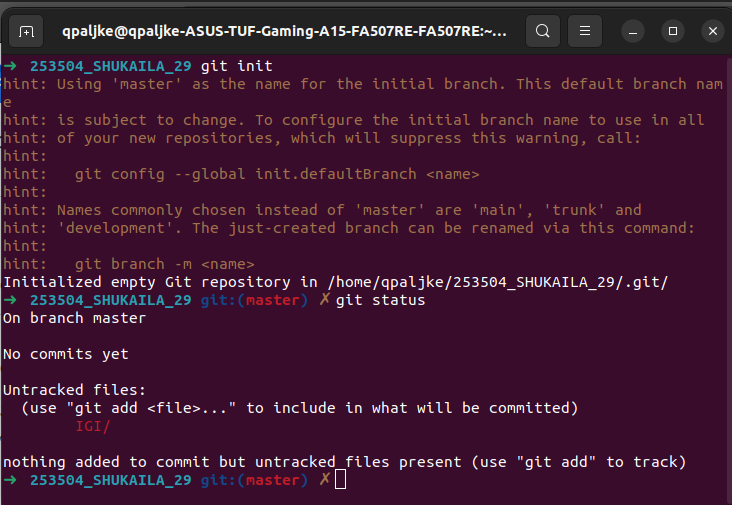 qpaljke@qpaljke-ASUS-TUF-Gaming-A15-FA507RE-FA507RE:~...
➜ 253504_SHUKAILA_29 git init
hint: Using 'master' as the name for the initial branch. This default branch nam
e
hint: is subject to change. To configure the initial branch name to use in all
hint: of your new repositories, which will suppress this warning, call:
hint:
hint:   git config --global init.defaultBranch <name>
hint:
hint: Names commonly chosen instead of 'master' are 'main', 'trunk' and
hint: 'development'. The just-created branch can be renamed via this command:
hint:
hint:   git branch -m <name>
Initialized empty Git repository in /home/qpaljke/253504_SHUKAILA_29/.git/
➜ 253504_SHUKAILA_29 git:(master) ✗ git status
On branch master
No commits yet
Untracked files:
  (use "git add <file>..." to include in what will be committed)
        IGI/
nothing added to commit but untracked files present (use "git add" to track)
➜ 253504_SHUKAILA_29 git:(master) ✗